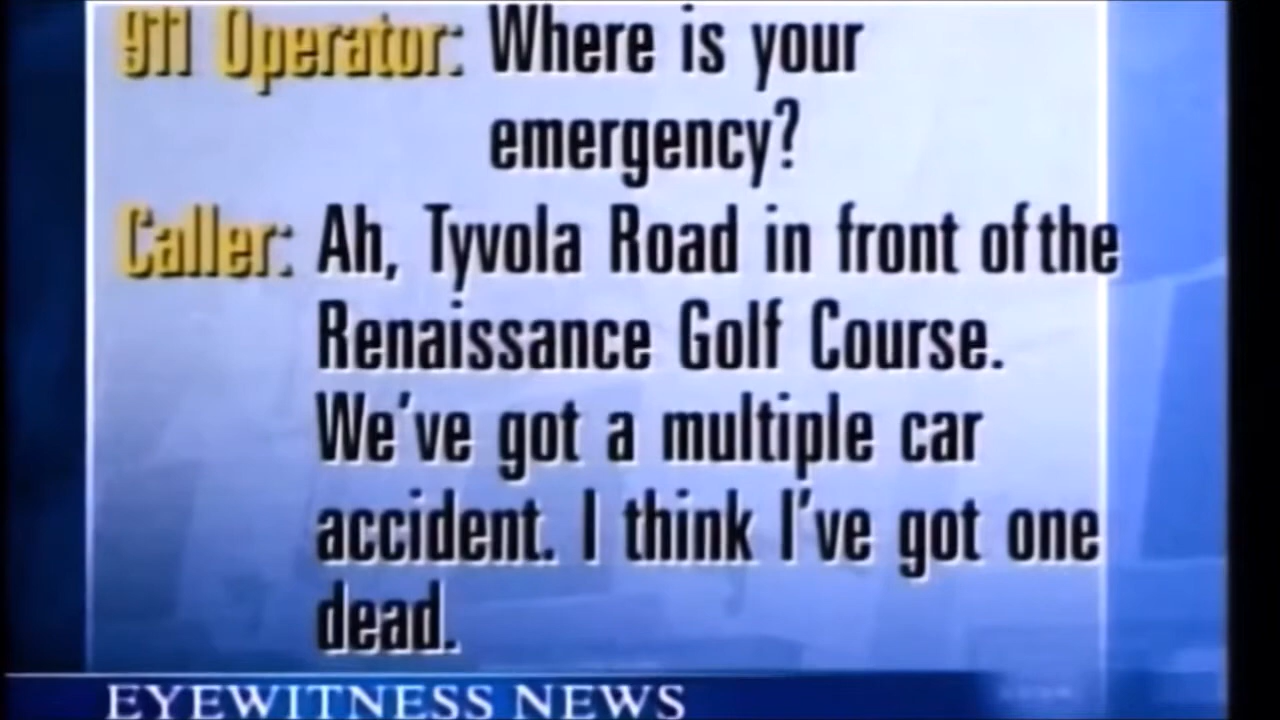 911 Operator: Where is your
emergency?
Caller: Ah, Tyvola Road in front of the
Renaissance Golf Course.
We've got a multiple car
accident. I think I've got one
dead.
EYEWITNESS NEWS